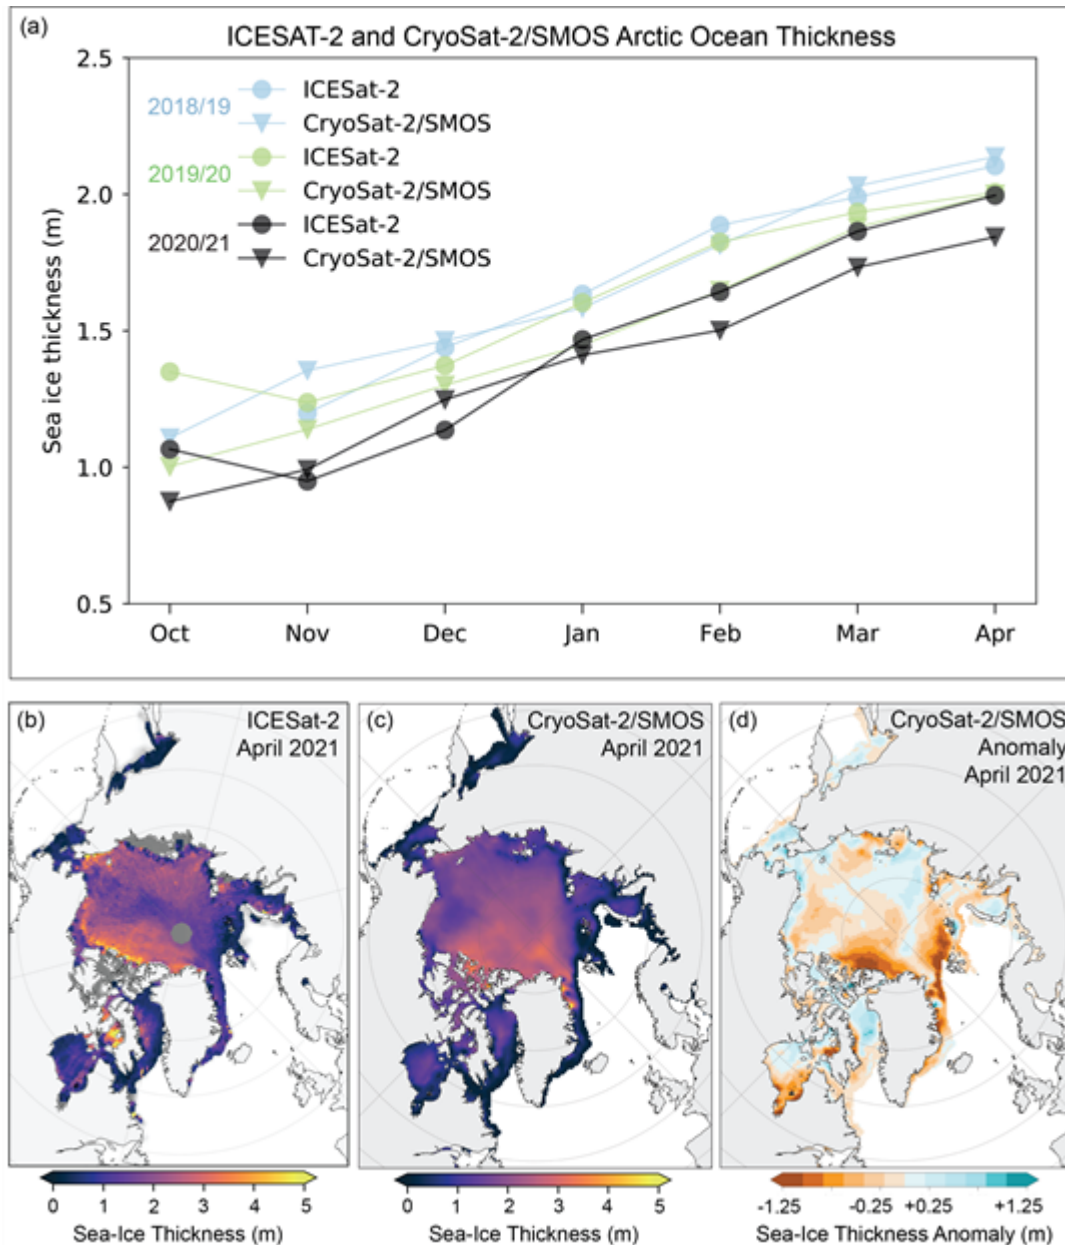 (a)
ICESAT-2 and CryoSat-2/SMOS Arctic Ocean Thickness
2.5
2.0
1.5
1.0
0.5
Sea ice thickness (m)
2018/19
ICESat-2
CryoSat-2/SMOS
2019/20
ICESat-2
CryoSat-2/SMOS
2020/21
ICESat-2
CryoSat-2/SMOS
Oct Nov Dec Jan Feb Mar Apr
(b)
ICESat-2
April 2021
0 1 2 3 4 5
Sea-Ice Thickness (m)
(c)
CryoSat-2/SMOS
April 2021
0 1 2 3 4 5
Sea-Ice Thickness (m)
(d)
CryoSat-2/SMOS
Anomaly
April 2021
-1.25 -0.25 +0.25 +1.25
Sea-Ice Thickness Anomaly (m)